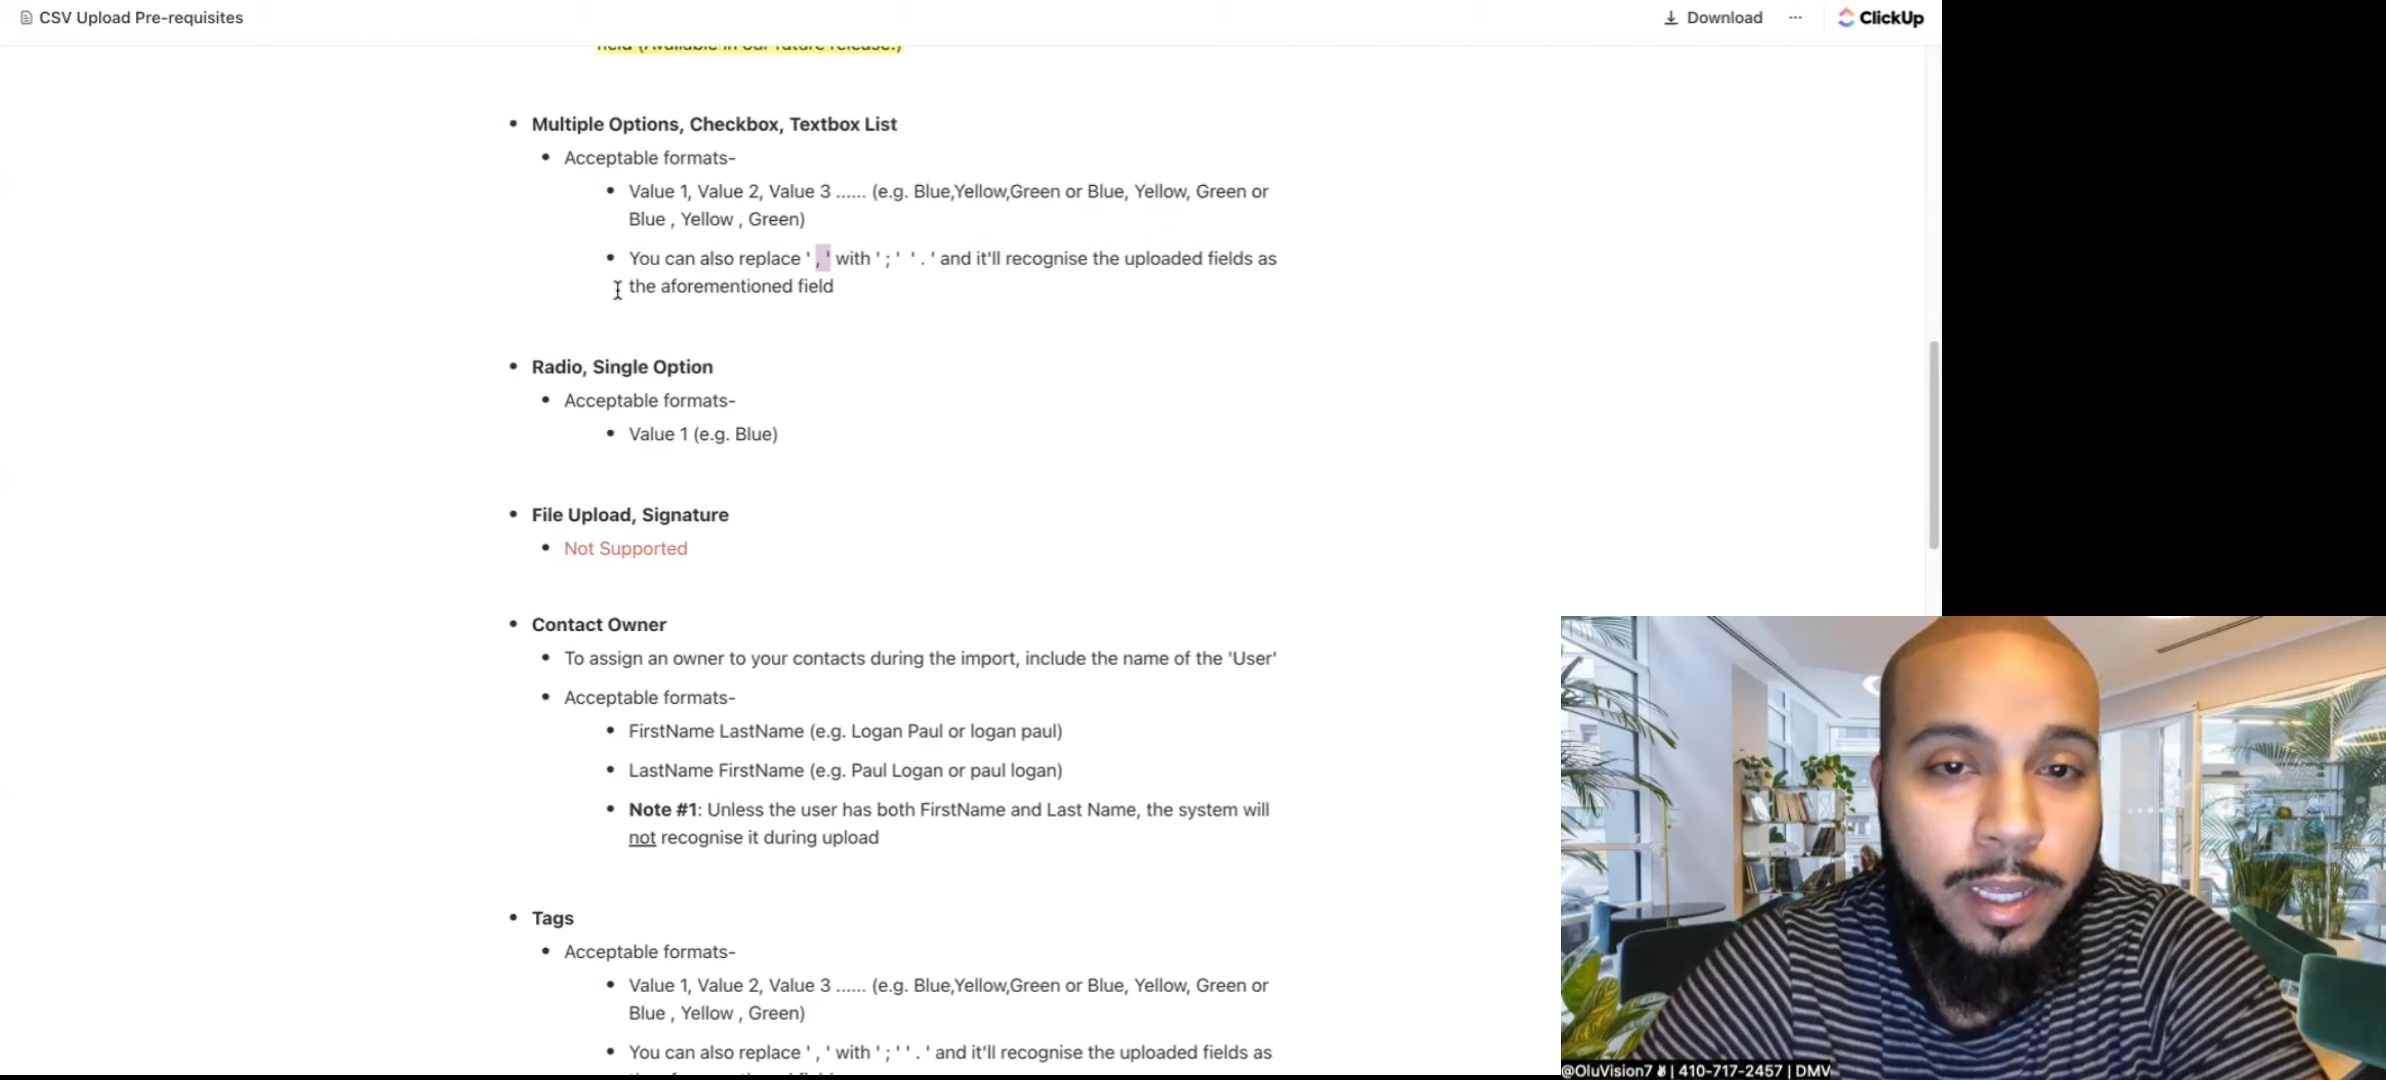 CSV Upload Pre-requisites
Download
ClickUp
field (Available in our future release.)
Multiple Options, Checkbox, Textbox List
Acceptable formats-
Value 1, Value 2, Value 3 ...... (e.g. Blue,Yellow,Green or Blue, Yellow, Green or
Blue , Yellow , Green)
You can also replace ' , ' with ' ; '  ' . ' and it'll recognise the uploaded fields as
the aforementioned field
Radio, Single Option
Acceptable formats-
Value 1 (e.g. Blue)
File Upload, Signature
Not Supported
Contact Owner
To assign an owner to your contacts during the import, include the name of the 'User'
Acceptable formats-
FirstName LastName (e.g. Logan Paul or logan paul)
LastName FirstName (e.g. Paul Logan or paul logan)
Note #1: Unless the user has both FirstName and Last Name, the system will
not recognise it during upload
Tags
Acceptable formats-
Value 1, Value 2, Value 3 ...... (e.g. Blue,Yellow,Green or Blue, Yellow, Green or
Blue , Yellow , Green)
You can also replace ' , ' with ' ; ' ' . ' and it'll recognise the uploaded fields as
@OluVision7 | 410-717-2457 | DMV